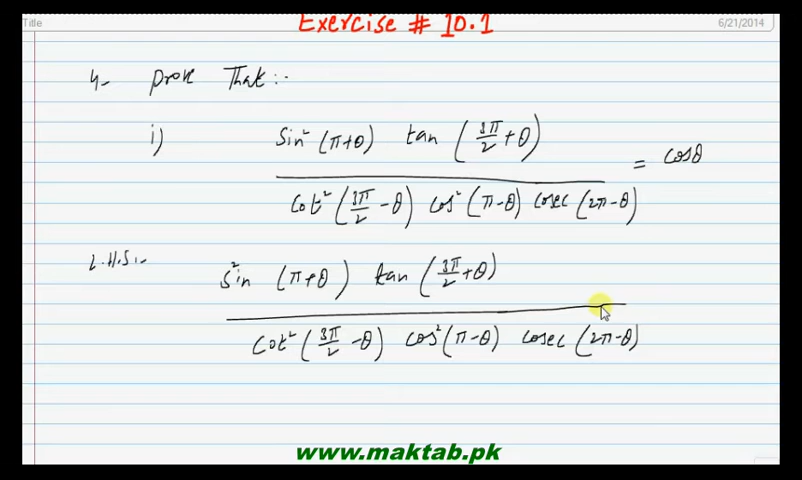 Title
Exercise # 10.1
6/21/2014
4- Prove That :-
i) Sin² (π+θ) tan (3π/2 + θ)
= cosθ
Cot² (3π/2 - θ) Cos² (π-θ) Cosec (2π-θ)
L.H.S:-
s²in (π+θ) tan (3π/2 + θ)
Cot² (3π/2 - θ) Cos² (π-θ) Cosec (2π-θ)
www.maktab.pk